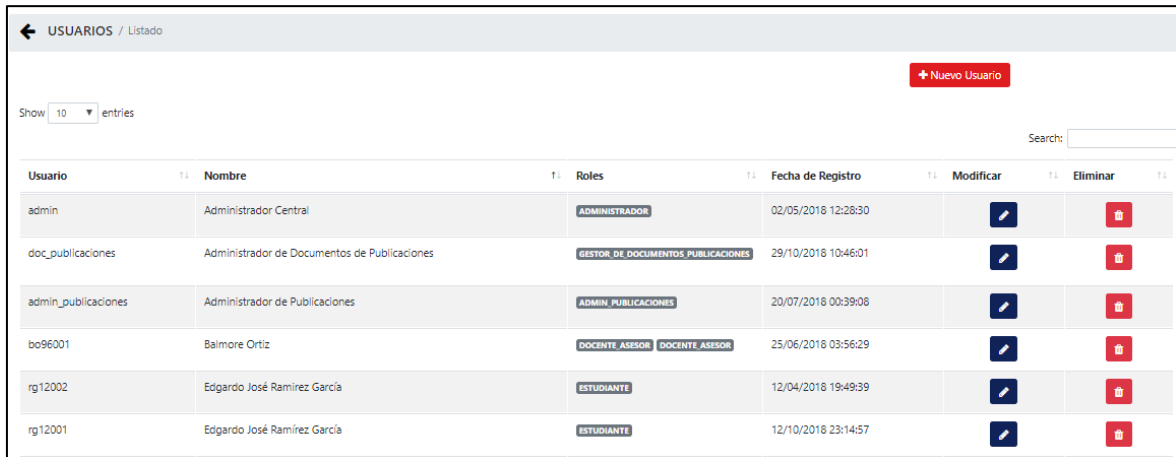 USUARIOS / Listado
+ Nuevo Usuario
Show 10 entries
Search:
Usuario Nombre Roles Fecha de Registro Modificar Eliminar
admin Administrador Central ADMINISTRADOR 02/05/2018 12:28:30
doc_publicaciones Administrador de Documentos de Publicaciones GESTOR_DE_DOCUMENTOS_PUBLICACIONES 29/10/2018 10:46:01
admin_publicaciones Administrador de Publicaciones ADMIN_PUBLICACIONES 20/07/2018 00:39:08
bo96001 Balmore Ortiz DOCENTE_ASESOR DOCENTE_ASESOR 25/06/2018 03:56:29
rg12002 Edgardo José Ramirez García ESTUDIANTE 12/04/2018 19:49:39
rg12001 Edgardo José Ramírez García ESTUDIANTE 12/10/2018 23:14:57